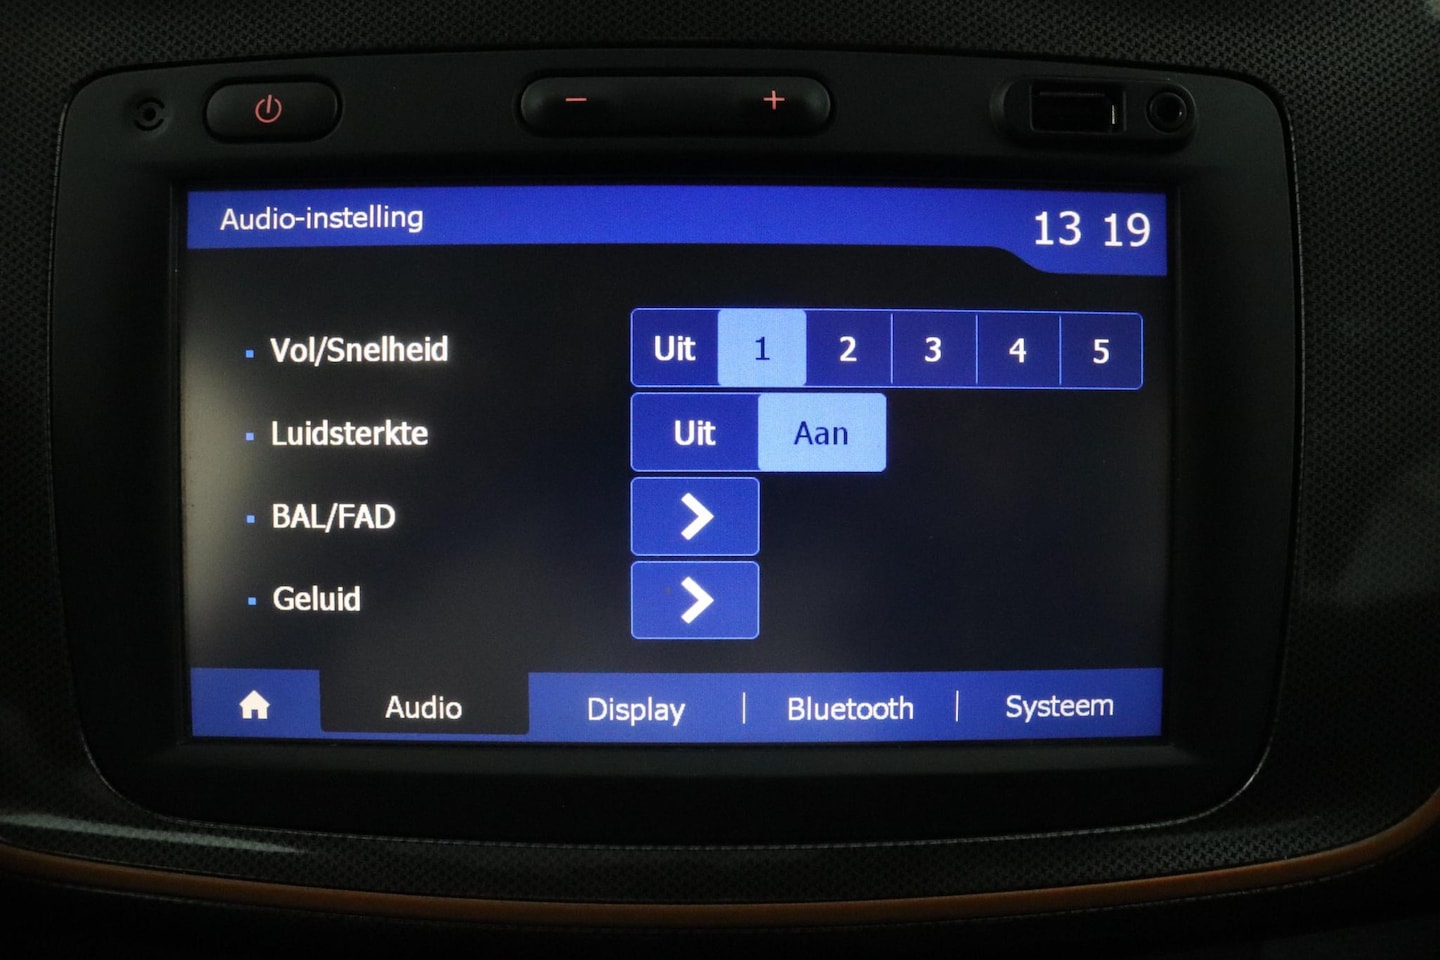 − +
Audio-instelling 13 19
Vol/Snelheid Uit 1 2 3 4 5
Luidsterkte Uit Aan
BAL/FAD
Geluid
Audio Display Bluetooth Systeem